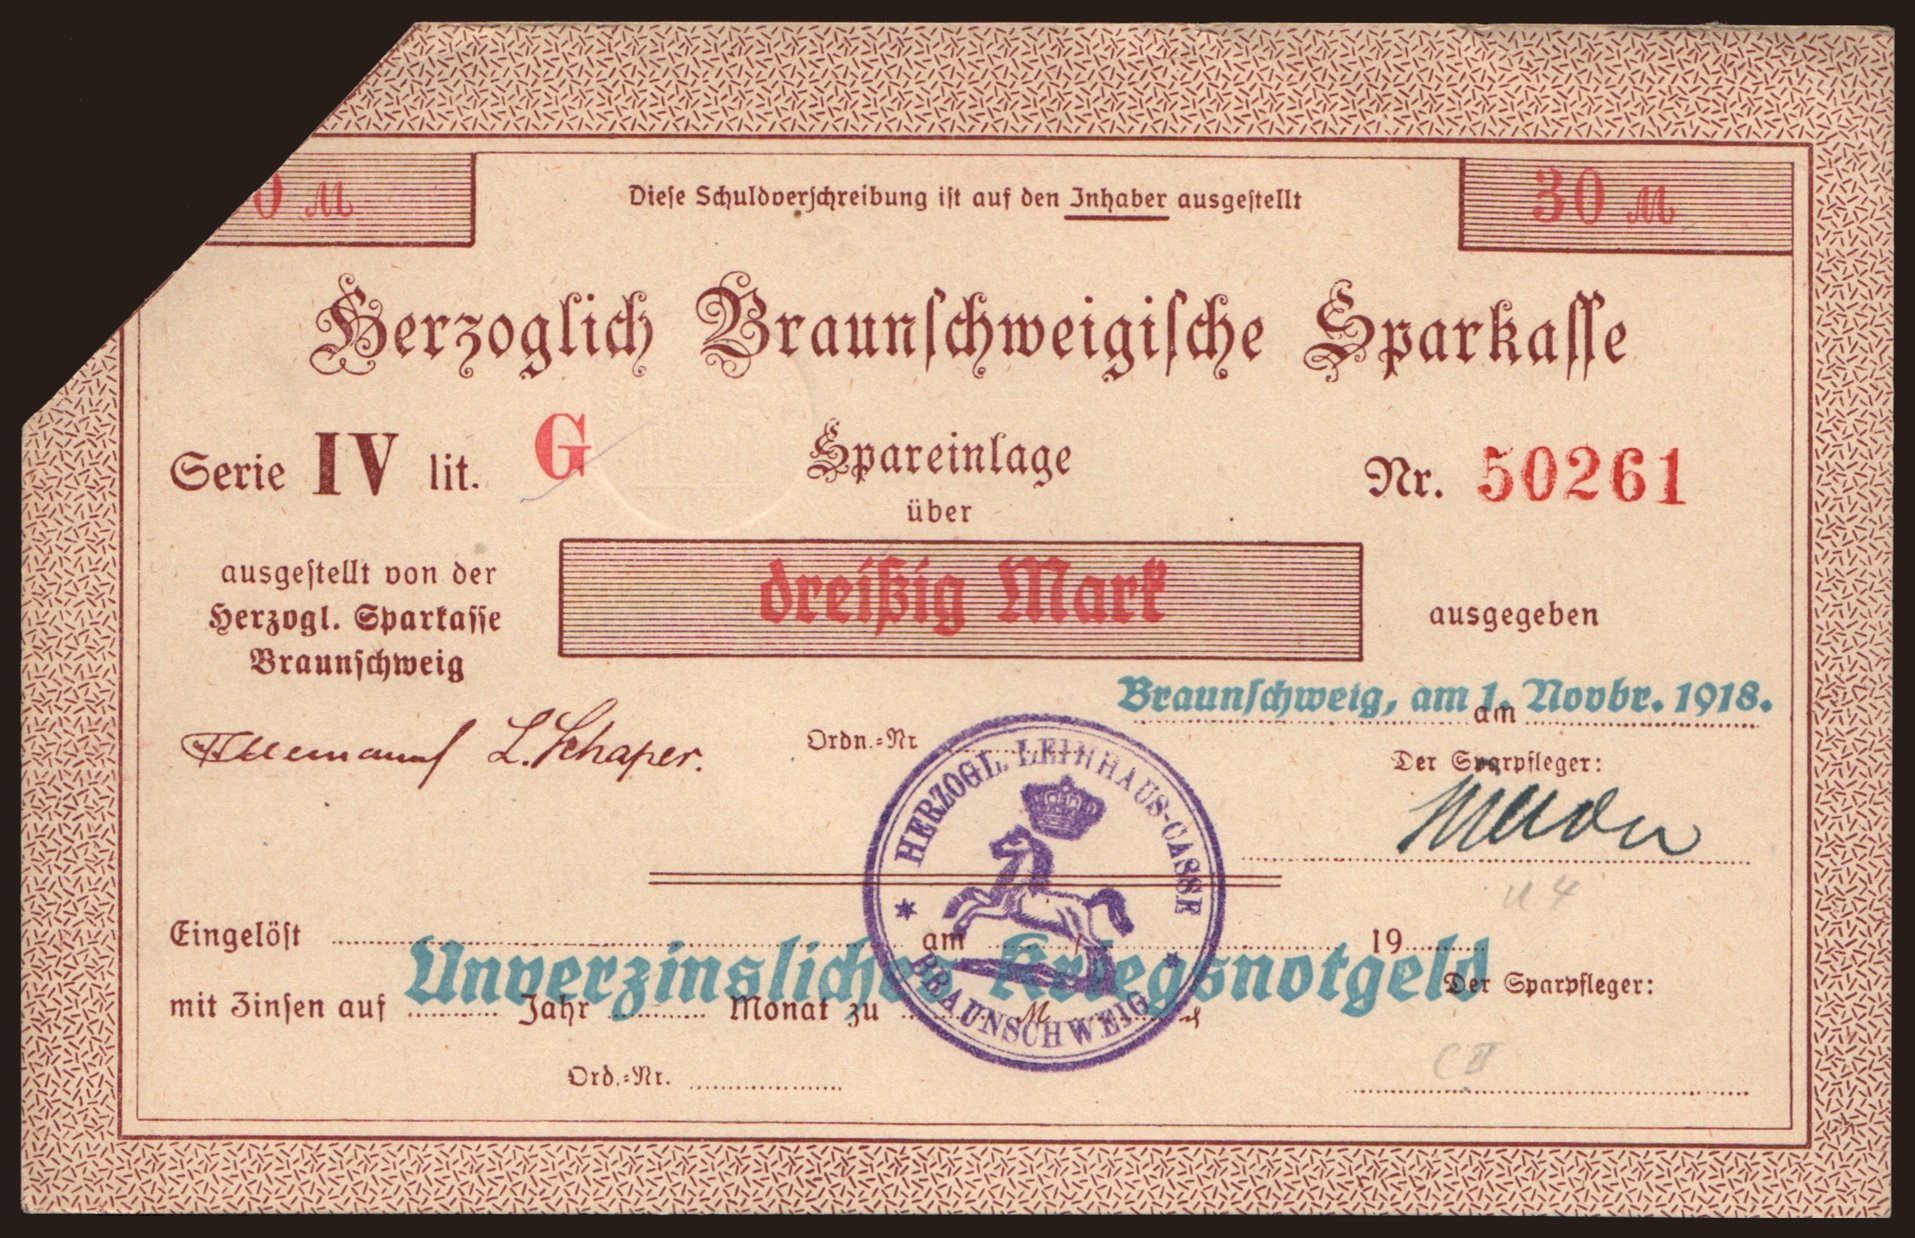 0 M
Diese Schuldverschreibung ist auf den Inhaber ausgestellt
30 M
Herzoglich Braunschweigische Sparkasse
Serie IV lit. G
Spareinlage
Nr. 50261
über
ausgestellt von der
Herzogl. Sparkasse
Braunschweig
dreißig Mark
ausgegeben
Braunschweig, am 1. Novbr. 1918.
am
L. Schaper.
Ordn.=Nr
Der Sparpfleger:
HERZOGL. LEIHHAUS-CASSE
BRAUNSCHWEIG
Eingelöst am 19
Unverzinsliches Kriegsnotgeld
mit Zinsen auf Jahr Monat zu M
Der Sparpfleger:
Ord.=Nr.